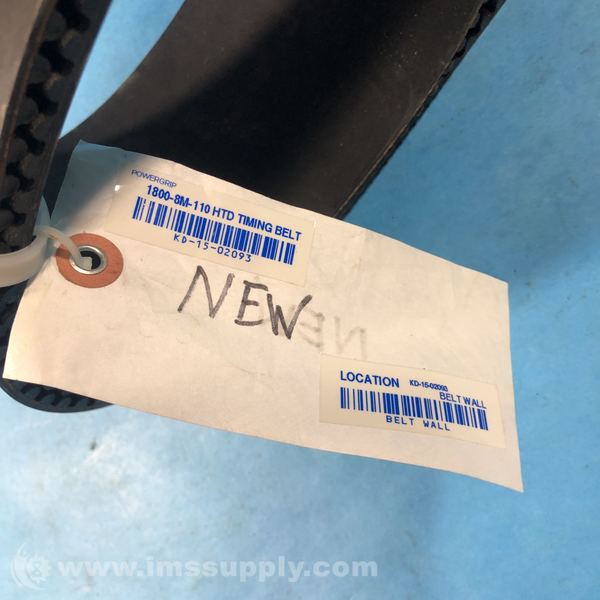 POWERGRIP
1800-8M-110 HTD TIMING BELT
KD-15-02093
NEW
NEW
LOCATION KD-15-02093
BELT WALL
BELT WALL
www.imssupply.com